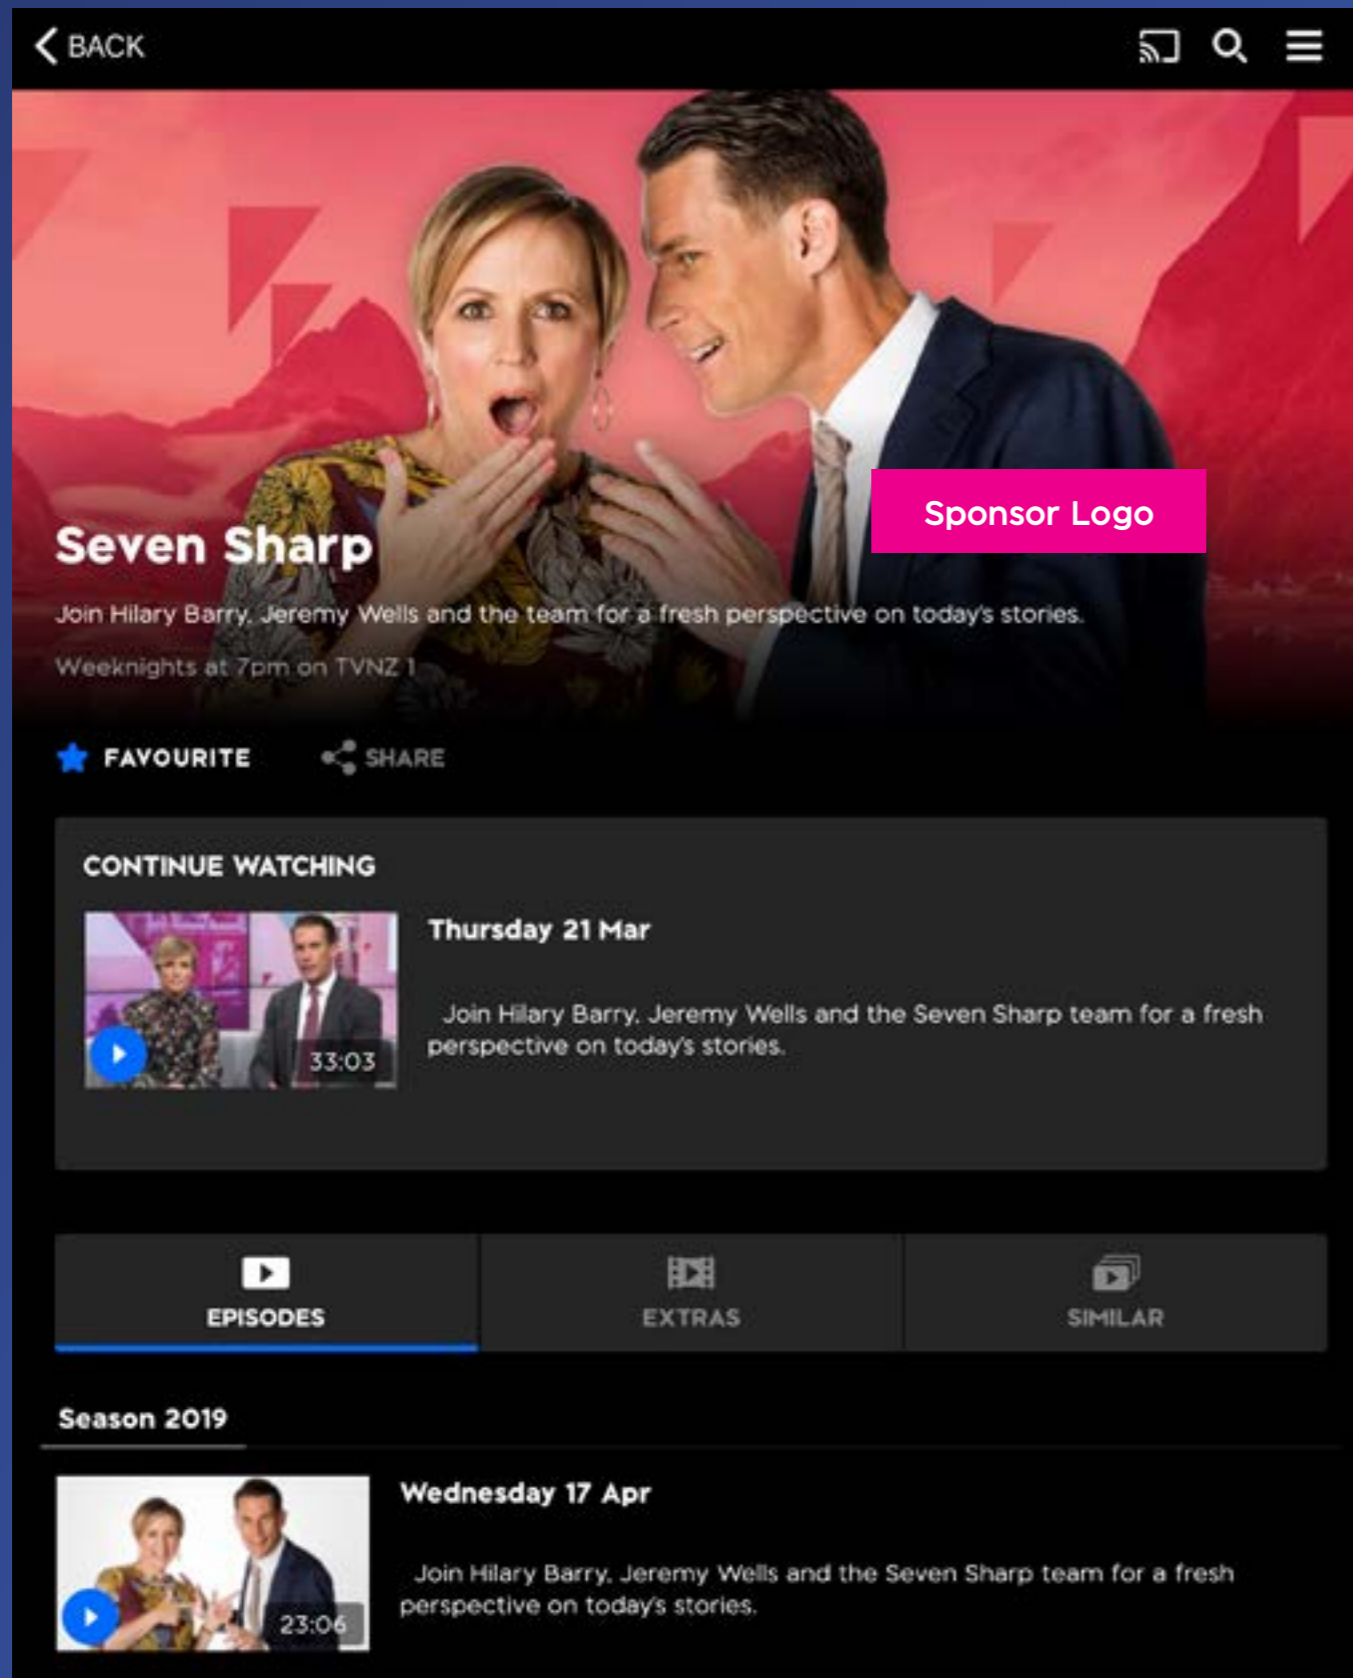 BACK
Sponsor Logo
Seven Sharp
Join Hilary Barry, Jeremy Wells and the team for a fresh perspective on today's stories.
Weeknights at 7pm on TVNZ 1
FAVOURITE
SHARE
CONTINUE WATCHING
Thursday 21 Mar
Join Hilary Barry, Jeremy Wells and the Seven Sharp team for a fresh
perspective on today's stories.
33:03
EPISODES
EXTRAS
SIMILAR
Season 2019
Wednesday 17 Apr
Join Hilary Barry, Jeremy Wells and the Seven Sharp team for a fresh
perspective on today's stories.
23:06